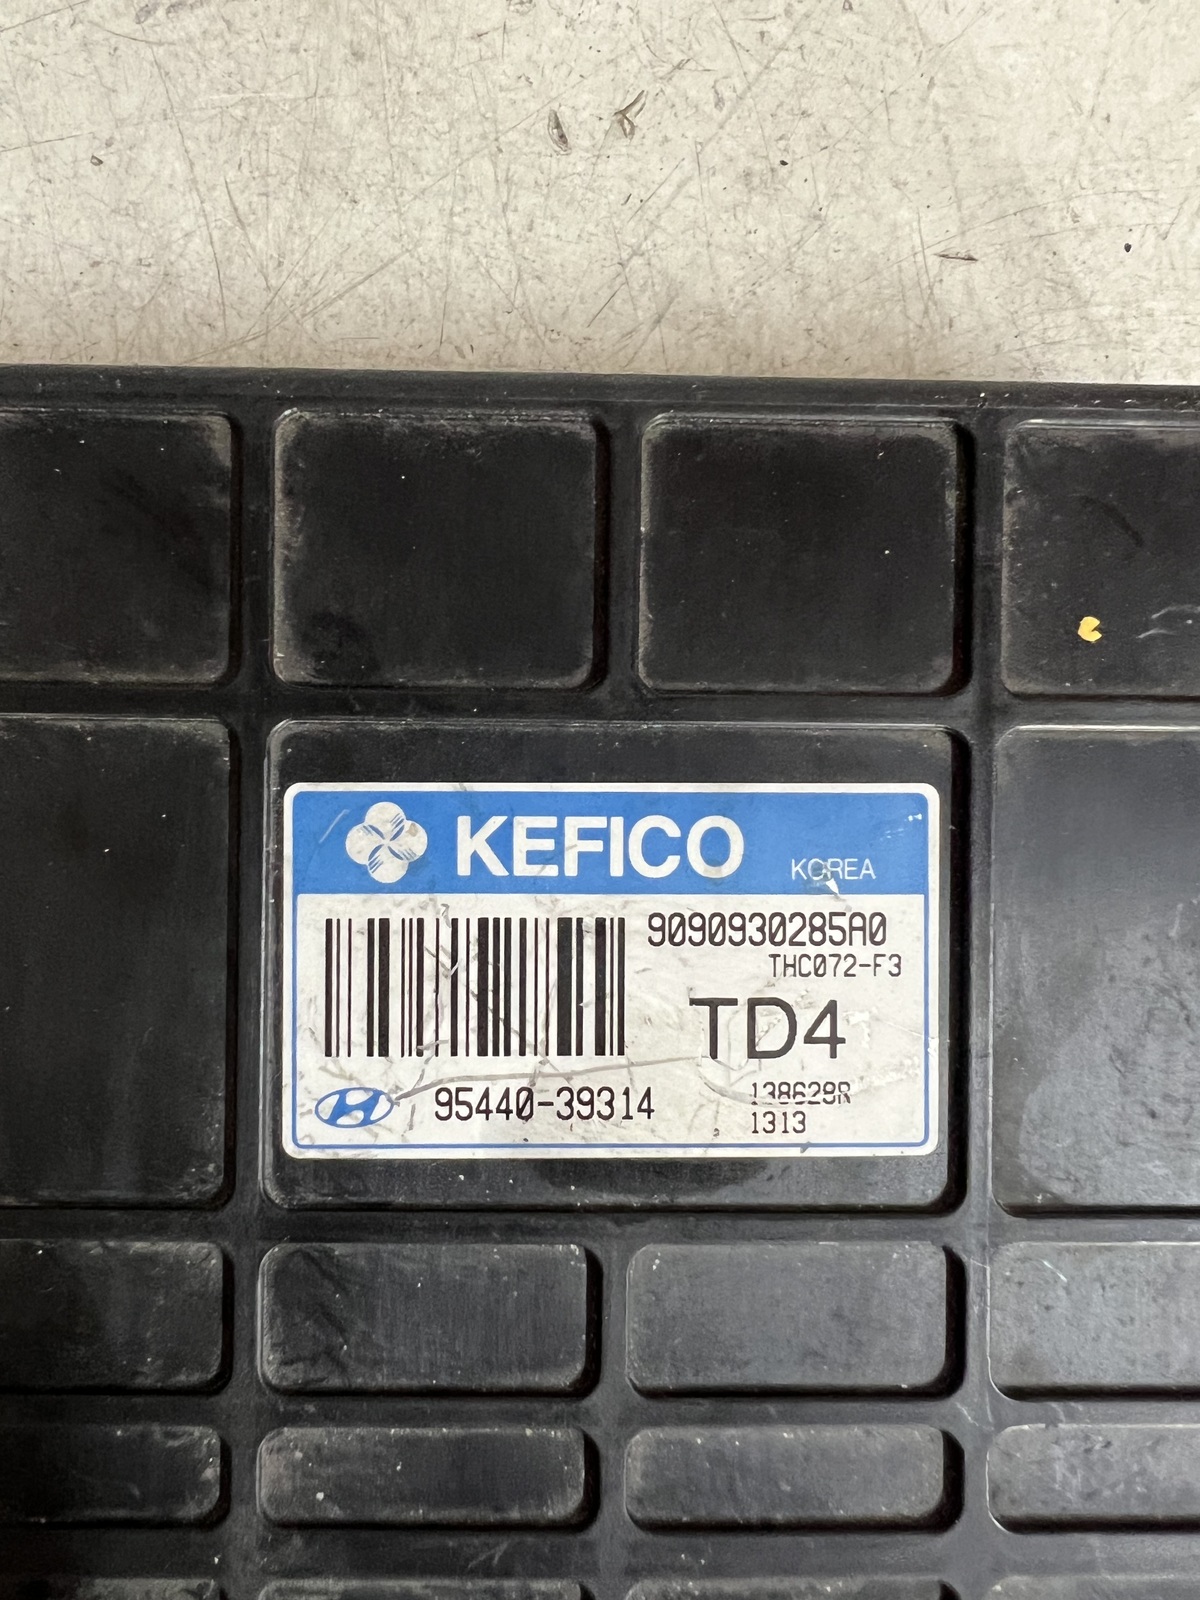 KEFICO KOREA
9090930285A0
THC072-F3
TD4
95440-39314
138628R
1313